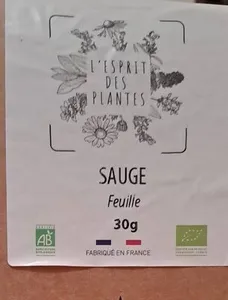 L'ESPRIT
DES
PLANTES
SAUGE
Feuille
30g
AB
FABRIQUÉ EN FRANCE